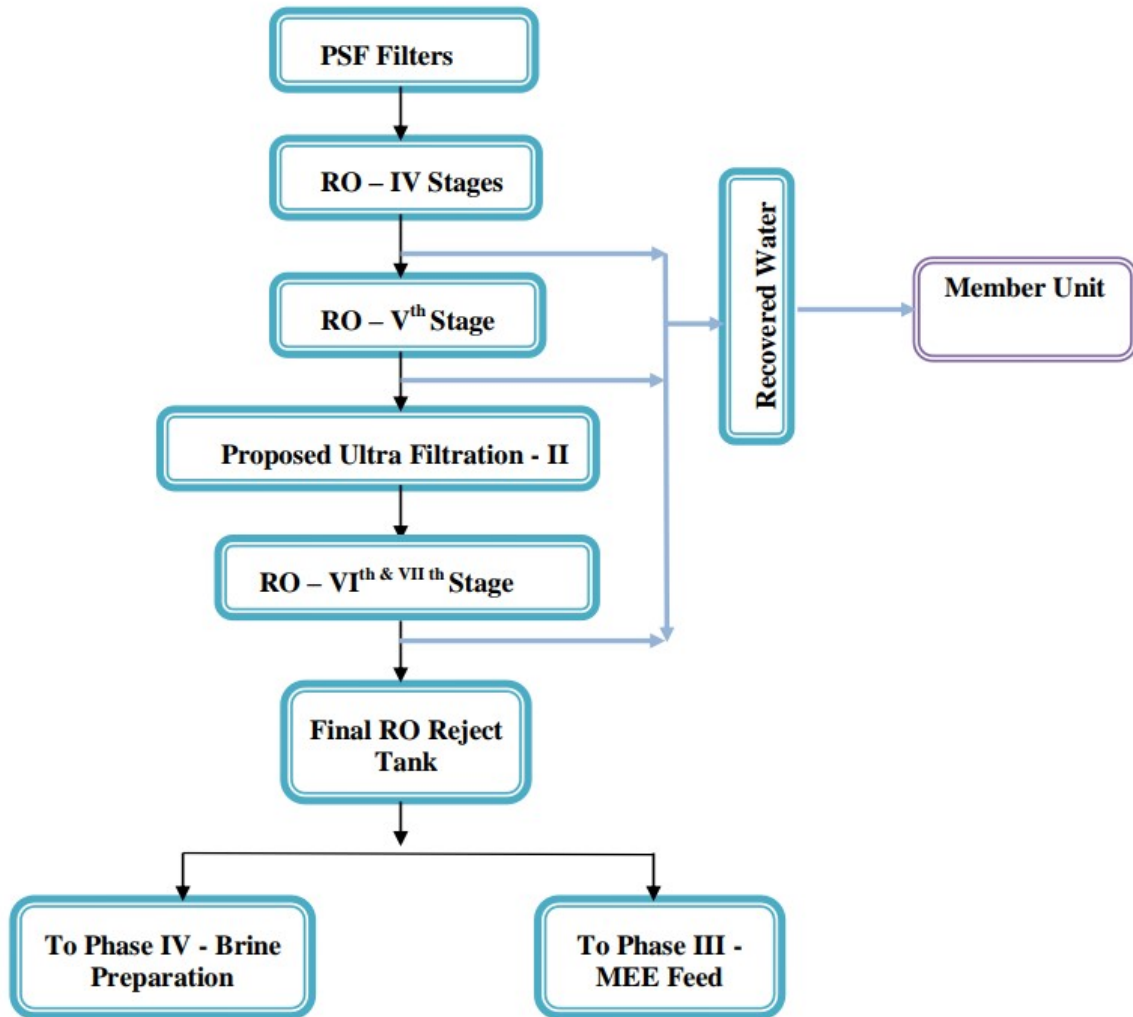 PSF Filters
RO – IV Stages
Recovered Water
Member Unit
RO – Vth Stage
Proposed Ultra Filtration - II
RO – VIth & VII th Stage
Final RO Reject
Tank
To Phase IV - Brine
Preparation
To Phase III -
MEE Feed